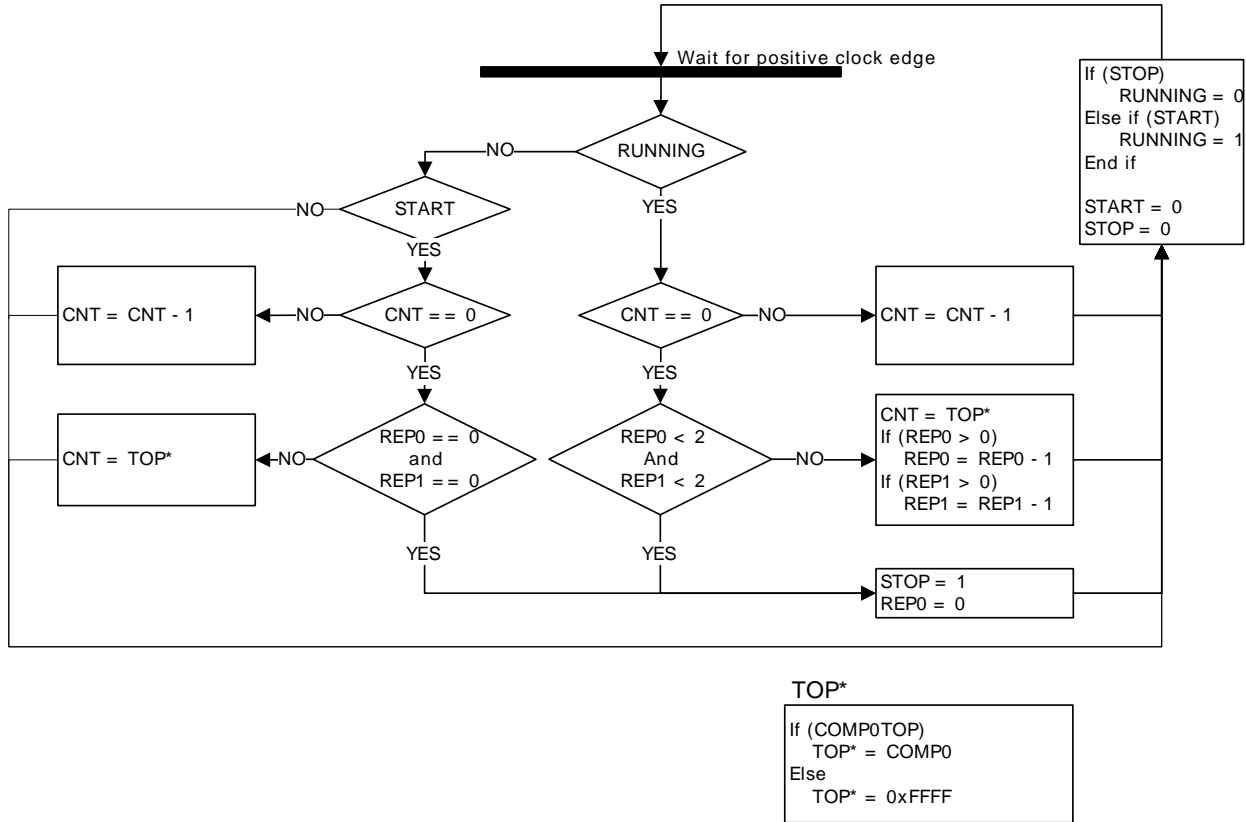 Wait for positive clock edge
If (STOP)
RUNNING = 0
Else if (START)
RUNNING = 1
End if
START = 0
STOP = 0
RUNNING
NO
YES
START
NO
YES
CNT = CNT - 1
NO
CNT == 0
YES
CNT == 0
NO
YES
CNT = CNT - 1
CNT = TOP*
NO
REP0 == 0
and
REP1 == 0
YES
REP0 < 2
And
REP1 < 2
NO
YES
CNT = TOP*
If (REP0 > 0)
REP0 = REP0 - 1
If (REP1 > 0)
REP1 = REP1 - 1
STOP = 1
REP0 = 0
TOP*
If (COMP0TOP)
TOP* = COMP0
Else
TOP* = 0xFFFF